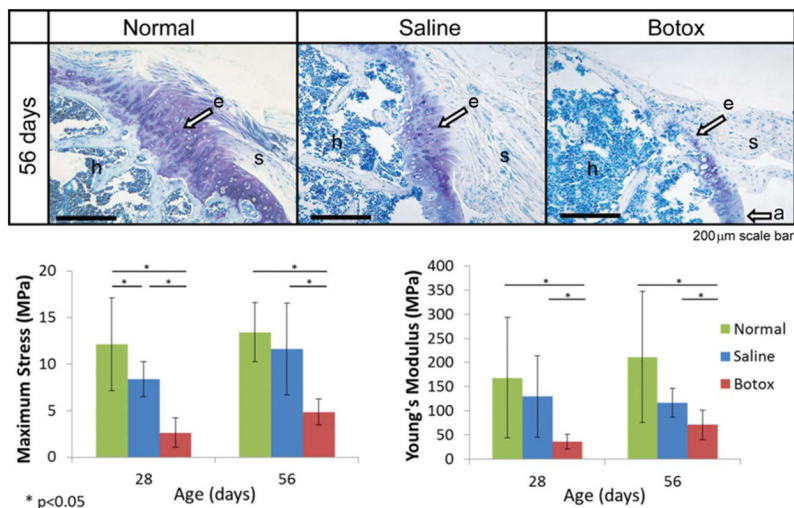 Normal Saline Botox
56 days
e
h
s
e
h
s
e
h
s
a
200μm scale bar
Maximum Stress (MPa)
20
15
10
5
0
* * *
* *
28 56
Age (days)
* p<0.05
Young's Modulus (MPa)
400
350
300
250
200
150
100
50
0
* *
* *
28 56
Age (days)
Normal
Saline
Botox